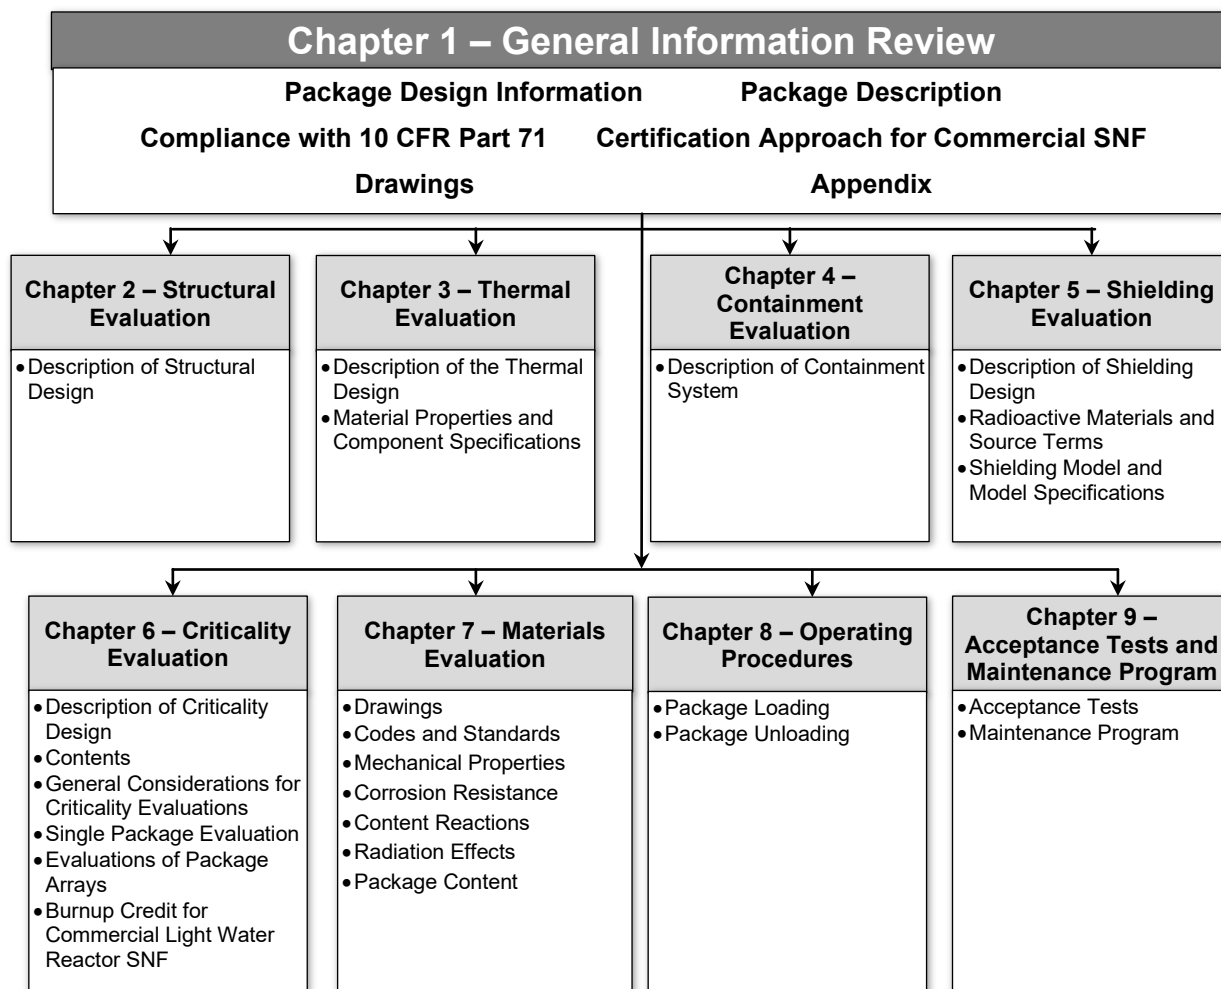 Chapter 1 – General Information Review
Package Design Information
Package Description
Compliance with 10 CFR Part 71
Certification Approach for Commercial SNF
Drawings
Appendix
Chapter 2 – Structural
Evaluation
•Description of Structural
Design
Chapter 3 – Thermal
Evaluation
•Description of the Thermal
Design
•Material Properties and
Component Specifications
Chapter 4 –
Containment
Evaluation
•Description of Containment
System
Chapter 5 – Shielding
Evaluation
•Description of Shielding
Design
•Radioactive Materials and
Source Terms
•Shielding Model and
Model Specifications
Chapter 6 – Criticality
Evaluation
•Description of Criticality
Design
•Contents
•General Considerations for
Criticality Evaluations
•Single Package Evaluation
•Evaluations of Package
Arrays
•Burnup Credit for
Commercial Light Water
Reactor SNF
Chapter 7 – Materials
Evaluation
•Drawings
•Codes and Standards
•Mechanical Properties
•Corrosion Resistance
•Content Reactions
•Radiation Effects
•Package Content
Chapter 8 – Operating
Procedures
•Package Loading
•Package Unloading
Chapter 9 –
Acceptance Tests and
Maintenance Program
•Acceptance Tests
•Maintenance Program